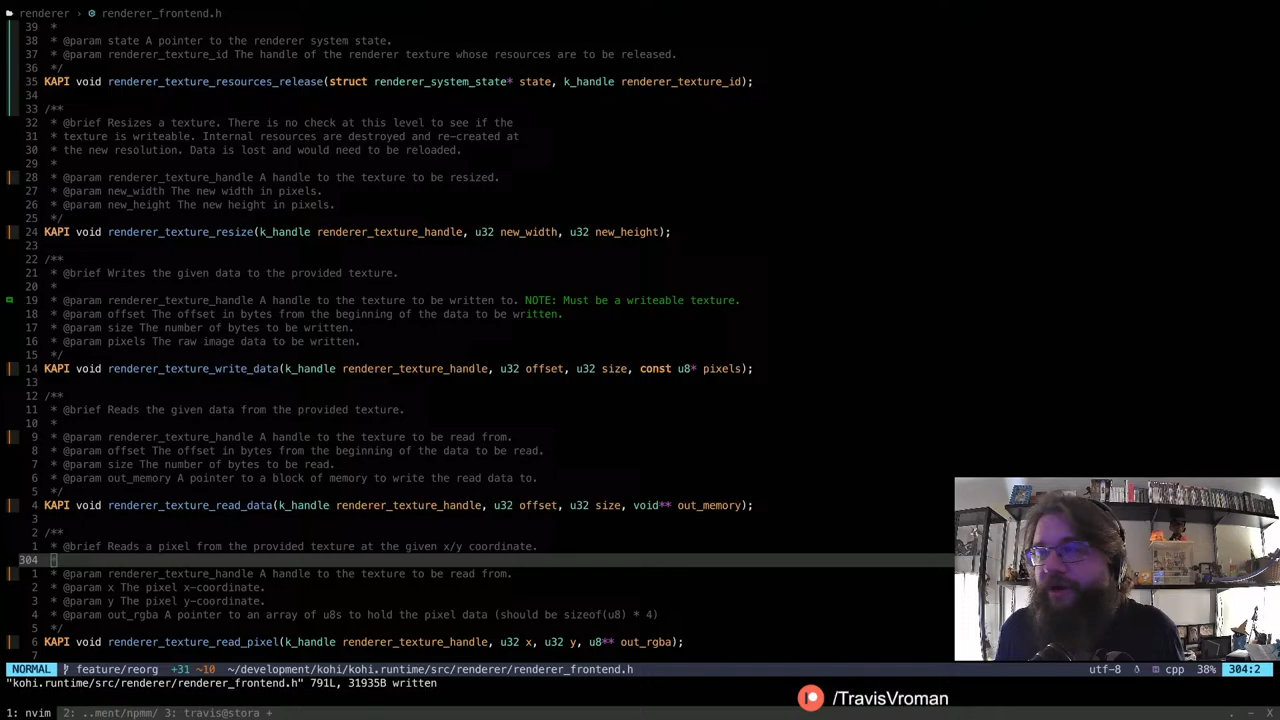 renderer › renderer_frontend.h
39 *
38 * @param state A pointer to the renderer system state.
37 * @param renderer_texture_id The handle of the renderer texture whose resources are to be released.
36 */
35 KAPI void renderer_texture_resources_release(struct renderer_system_state* state, k_handle renderer_texture_id);
34
33 /**
32 * @brief Resizes a texture. There is no check at this level to see if the
31 * texture is writeable. Internal resources are destroyed and re-created at
30 * the new resolution. Data is lost and would need to be reloaded.
29 *
28 * @param renderer_texture_handle A handle to the texture to be resized.
27 * @param new_width The new width in pixels.
26 * @param new_height The new height in pixels.
25 */
24 KAPI void renderer_texture_resize(k_handle renderer_texture_handle, u32 new_width, u32 new_height);
23
22 /**
21 * @brief Writes the given data to the provided texture.
20 *
19 * @param renderer_texture_handle A handle to the texture to be written to. NOTE: Must be a writeable texture.
18 * @param offset The offset in bytes from the beginning of the data to be written.
17 * @param size The number of bytes to be written.
16 * @param pixels The raw image data to be written.
15 */
14 KAPI void renderer_texture_write_data(k_handle renderer_texture_handle, u32 offset, u32 size, const u8* pixels);
13
12 /**
11 * @brief Reads the given data from the provided texture.
10 *
9 * @param renderer_texture_handle A handle to the texture to be read from.
8 * @param offset The offset in bytes from the beginning of the data to be read.
7 * @param size The number of bytes to be read.
6 * @param out_memory A pointer to a block of memory to write the read data to.
5 */
4 KAPI void renderer_texture_read_data(k_handle renderer_texture_handle, u32 offset, u32 size, void** out_memory);
3
2 /**
1 * @brief Reads a pixel from the provided texture at the given x/y coordinate.
304 *
1 * @param renderer_texture_handle A handle to the texture to be read from.
2 * @param x The pixel x-coordinate.
3 * @param y The pixel y-coordinate.
4 * @param out_rgba A pointer to an array of u8s to hold the pixel data (should be sizeof(u8) * 4)
5 */
6 KAPI void renderer_texture_read_pixel(k_handle renderer_texture_handle, u32 x, u32 y, u8** out_rgba);
7
NORMAL feature/reorg +31 ~10 ~/development/kohi/kohi.runtime/src/renderer/renderer_frontend.h utf-8 cpp 38% 304:2
"kohi.runtime/src/renderer/renderer_frontend.h" 791L, 31935B written
/TravisVroman
1: nvim 2: ..ment/npmm/ 3: travis@stora + - X